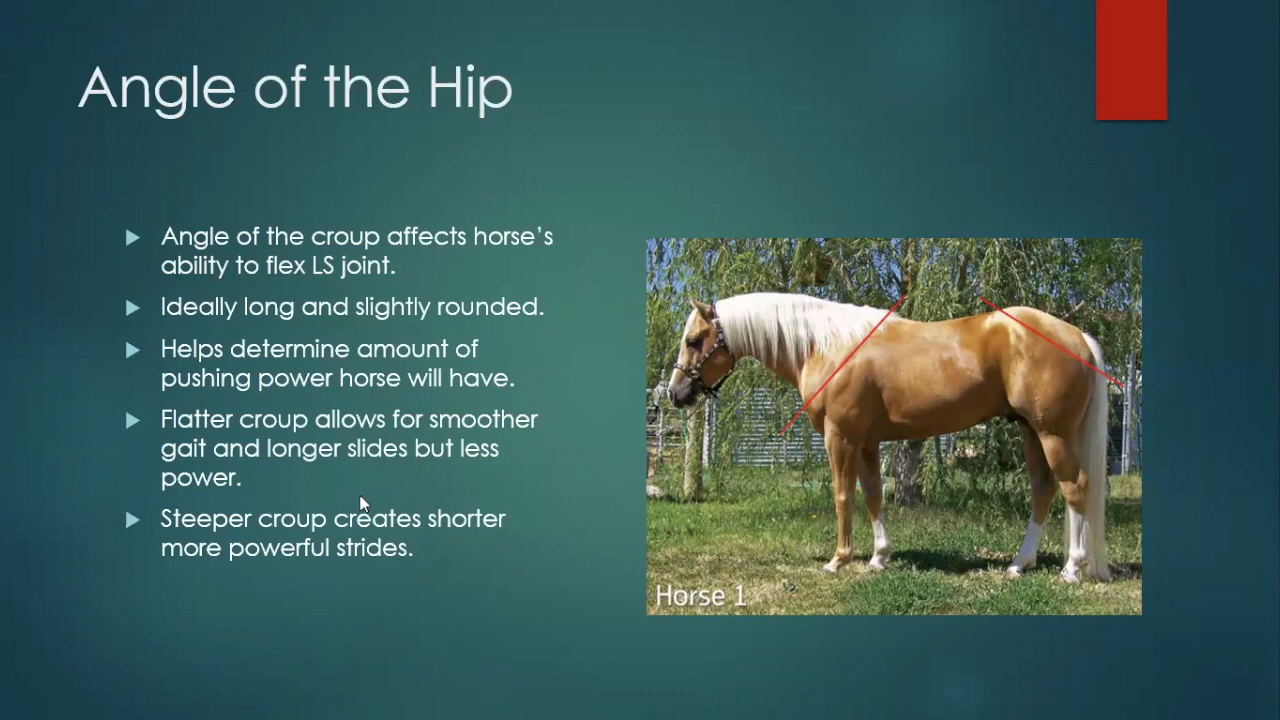 Angle of the Hip
Angle of the croup affects horse's
ability to flex LS joint.
Ideally long and slightly rounded.
Helps determine amount of
pushing power horse will have.
Flatter croup allows for smoother
gait and longer slides but less
power.
Steeper croup creates shorter
more powerful strides.
Horse 1